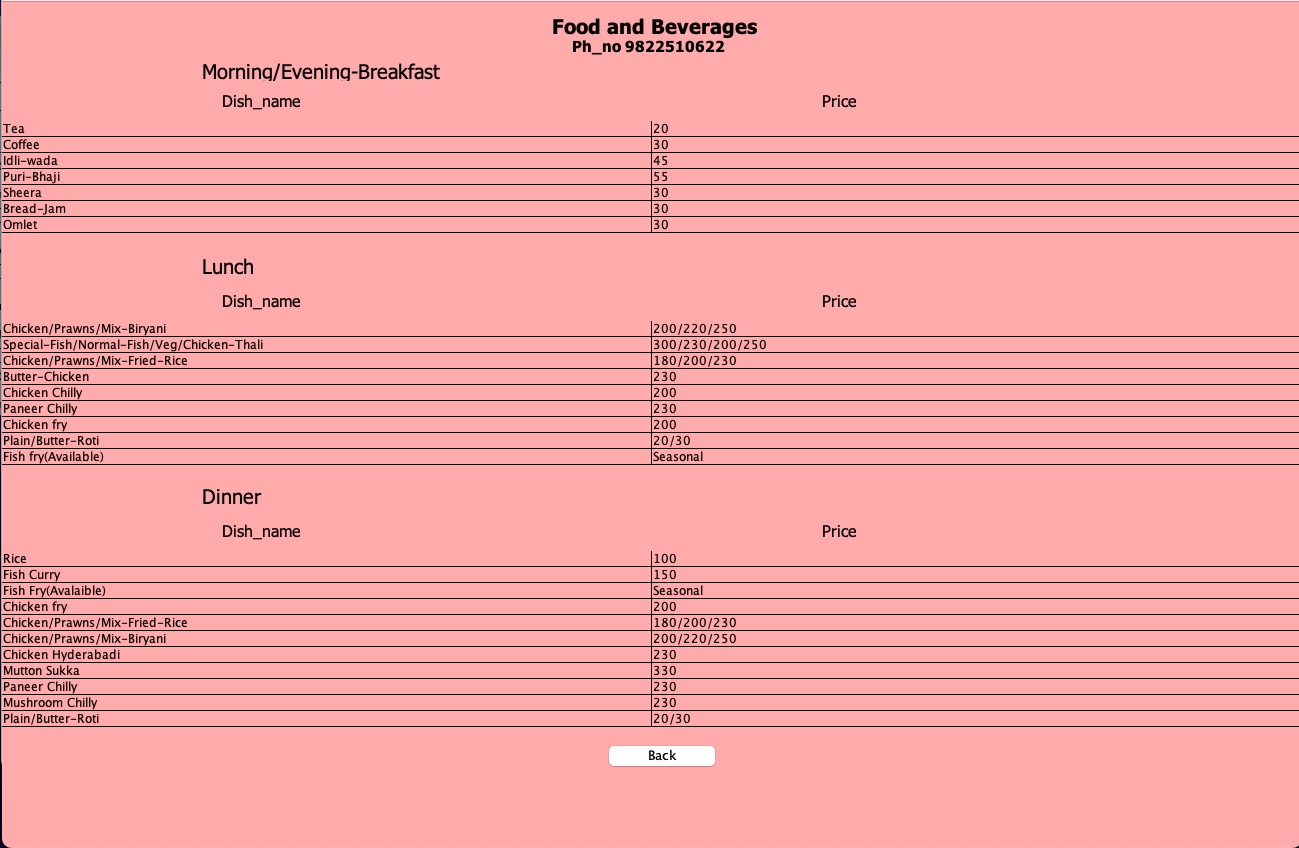 Food and Beverages
Ph_no 9822510622
Morning/Evening-Breakfast
Dish_name Price
Tea 20
Coffee 30
Idli-wada 45
Puri-Bhaji 55
Sheera 30
Bread-Jam 30
Omlet 30
Lunch
Dish_name Price
Chicken/Prawns/Mix-Biryani 200/220/250
Special-Fish/Normal-Fish/Veg/Chicken-Thali 300/230/200/250
Chicken/Prawns/Mix-Fried-Rice 180/200/230
Butter-Chicken 230
Chicken Chilly 200
Paneer Chilly 230
Chicken fry 200
Plain/Butter-Roti 20/30
Fish fry(Available) Seasonal
Dinner
Dish_name Price
Rice 100
Fish Curry 150
Fish Fry(Avalaible) Seasonal
Chicken fry 200
Chicken/Prawns/Mix-Fried-Rice 180/200/230
Chicken/Prawns/Mix-Biryani 200/220/250
Chicken Hyderabadi 230
Mutton Sukka 330
Paneer Chilly 230
Mushroom Chilly 230
Plain/Butter-Roti 20/30
Back